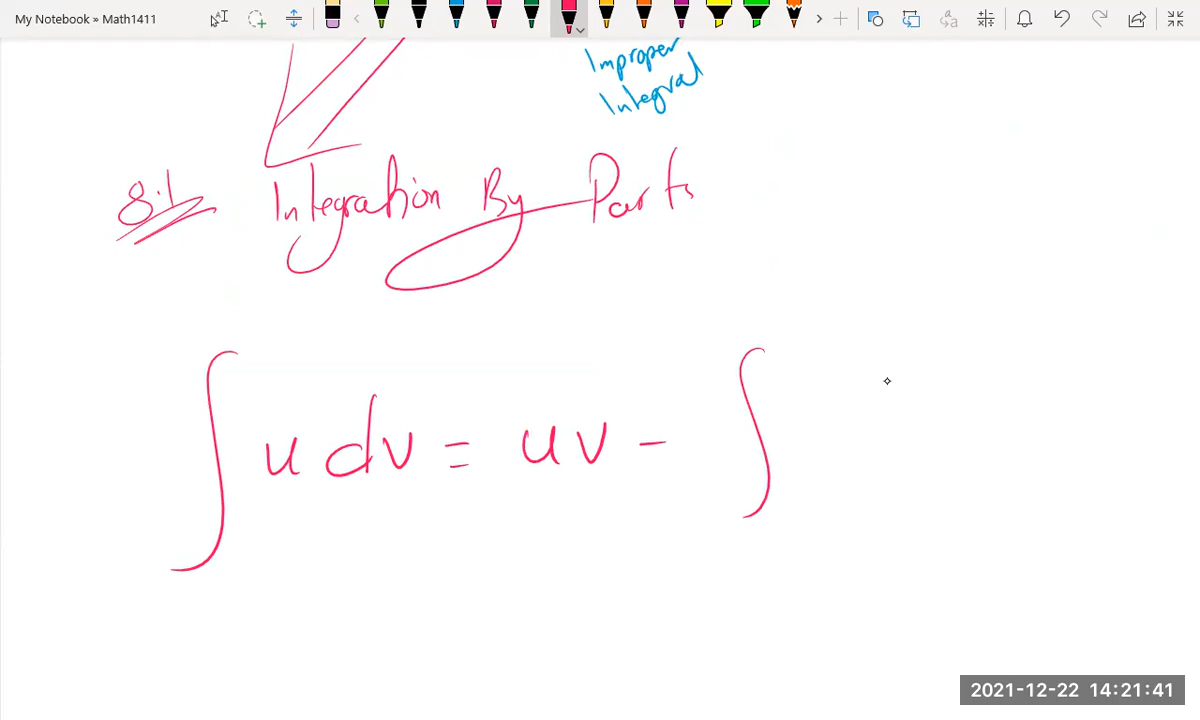 My Notebook » Math1411
Improper
Integral
8.1 Integration By Parts
∫ u dv = uv - ∫
2021-12-22 14:21:41